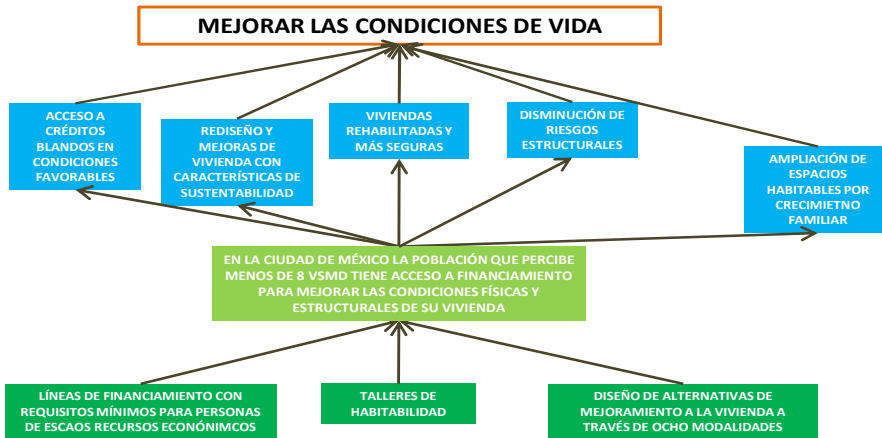 MEJORAR LAS CONDICIONES DE VIDA
ACCESO A
CRÉDITOS
BLANDOS EN
CONDICIONES
FAVORABLES
REDISEÑO Y
MEJORAS DE
VIVIENDA CON
CARACTERÍSTICAS DE
SUSTENTABILIDAD
VIVIENDAS
REHABILITADAS Y
MÁS SEGURAS
DISMINUCIÓN DE
RIESGOS
ESTRUCTURALES
AMPLIACIÓN DE
ESPACIOS
HABITABLES POR
CRECIMIETNO
FAMILIAR
EN LA CIUDAD DE MÉXICO LA POBLACIÓN QUE PERCIBE
MENOS DE 8 VSMD TIENE ACCESO A FINANCIAMIENTO
PARA MEJORAR LAS CONDICIONES FÍSICAS Y
ESTRUCTURALES DE SU VIVIENDA
LÍNEAS DE FINANCIAMIENTO CON
REQUISITOS MÍNIMOS PARA PERSONAS
DE ESCAOS RECURSOS ECONÓNIMCOS
TALLERES DE
HABITABILIDAD
DISEÑO DE ALTERNATIVAS DE
MEJORAMIENTO A LA VIVIENDA A
TRAVÉS DE OCHO MODALIDADES